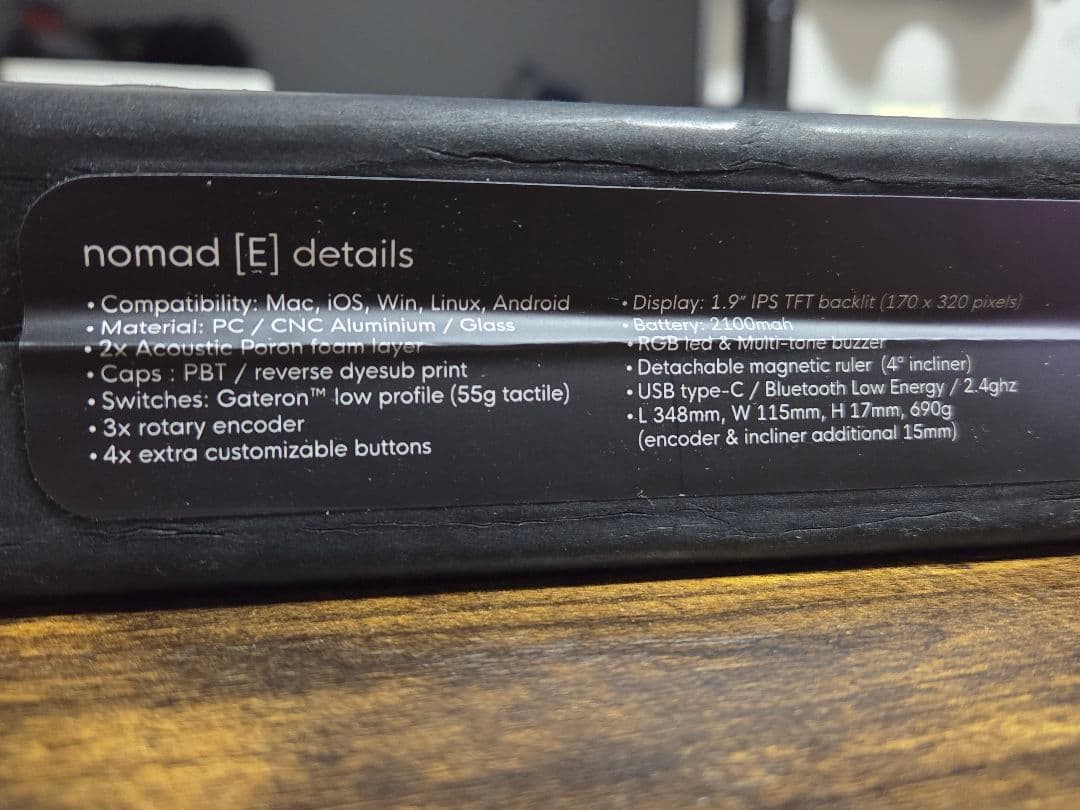 nomad [E] details
• Compatibility: Mac, iOS, Win, Linux, Android
• Material: PC / CNC Aluminium / Glass
• 2x Acoustic Poron foam layer
• Caps : PBT / reverse dyesub print
• Switches: Gateron™ low profile (55g tactile)
• 3x rotary encoder
• 4x extra customizable buttons
• Display: 1.9" IPS TFT backlit (170 x 320 pixels)
• Battery: 2100mah
• RGB led & Multi-tone buzzer
• Detachable magnetic ruler (4° incliner)
• USB type-C / Bluetooth Low Energy / 2.4ghz
• L 348mm, W 115mm, H 17mm, 690g
(encoder & incliner additional 15mm)